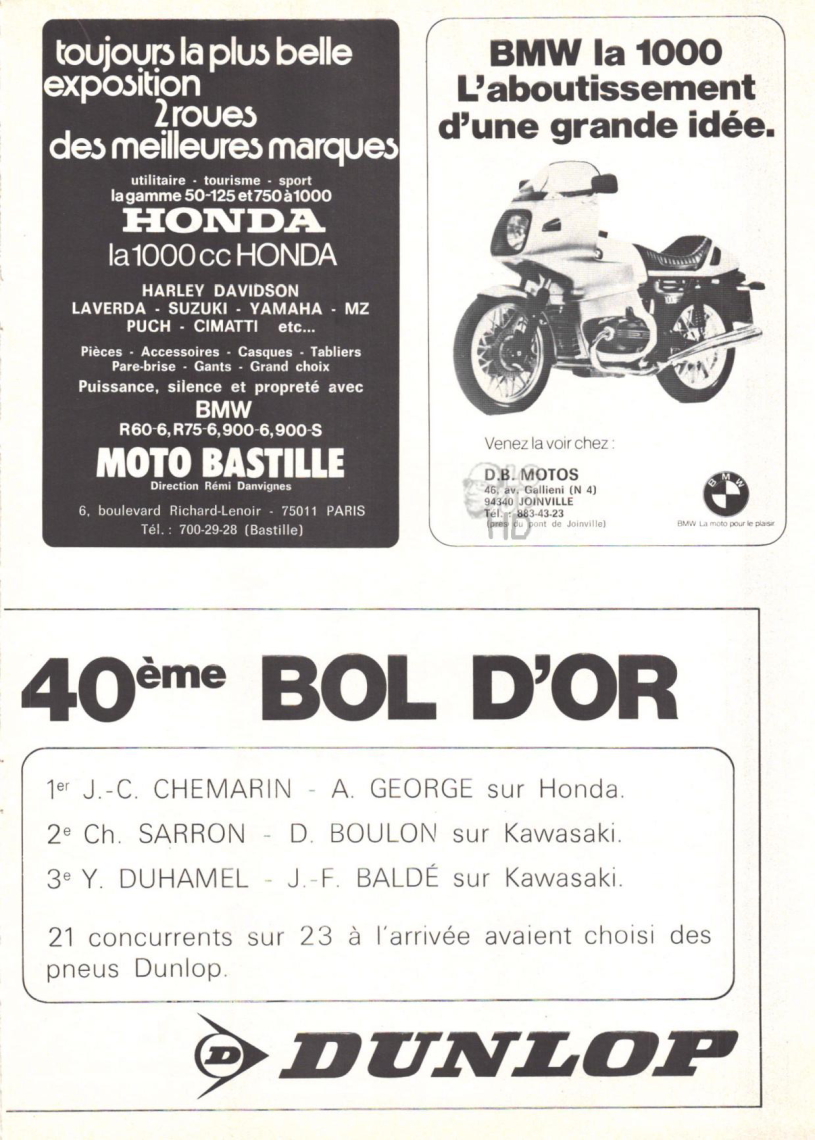 toujours la plus belle
exposition
2 roues
des meilleures marques
utilitaire - tourisme - sport
la gamme 50-125 et 750 à 1000
HONDA
la 1000 cc HONDA
HARLEY DAVIDSON
LAVERDA - SUZUKI - YAMAHA - MZ
PUCH - CIMATTI etc...
Pièces - Accessoires - Casques - Tabliers
Pare-brise - Gants - Grand choix
Puissance, silence et propreté avec
BMW
R60-6, R75-6, 900-6, 900-S
MOTO BASTILLE
Direction Rémi Danvignes
6, boulevard Richard-Lenoir - 75011 PARIS
Tél. : 700-29-28 (Bastille)
BMW la 1000
L'aboutissement
d'une grande idée.
Venez la voir chez :
D.B. MOTOS
46, av. Gallieni (N 4)
94340 JOINVILLE
Tél. : 883-43-23
(près du pont de Joinville)
BMW
BMW La moto pour le plaisir
40ème BOL D'OR
1er J.-C. CHEMARIN - A. GEORGE sur Honda.
2e Ch. SARRON - D. BOULON sur Kawasaki.
3e Y. DUHAMEL - J.-F. BALDÉ sur Kawasaki.
21 concurrents sur 23 à l'arrivée avaient choisi des
pneus Dunlop.
D DUNLOP